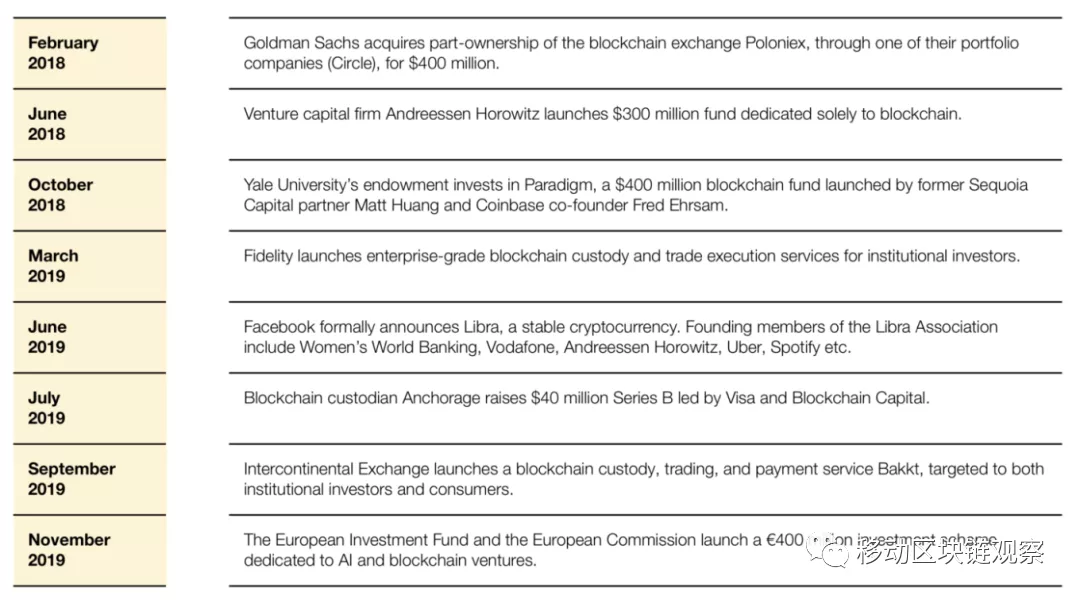 February
2018
Goldman Sachs acquires part-ownership of the blockchain exchange Poloniex, through one of their portfolio
companies (Circle), for $400 million.
June
2018
Venture capital firm Andreessen Horowitz launches $300 million fund dedicated solely to blockchain.
October
2018
Yale University’s endowment invests in Paradigm, a $400 million blockchain fund launched by former Sequoia
Capital partner Matt Huang and Coinbase co-founder Fred Ehrsam.
March
2019
Fidelity launches enterprise-grade blockchain custody and trade execution services for institutional investors.
June
2019
Facebook formally announces Libra, a stable cryptocurrency. Founding members of the Libra Association
include Women’s World Banking, Vodafone, Andreessen Horowitz, Uber, Spotify etc.
July
2019
Blockchain custodian Anchorage raises $40 million Series B led by Visa and Blockchain Capital.
September
2019
Intercontinental Exchange launches a blockchain custody, trading, and payment service Bakkt, targeted to both
institutional investors and consumers.
November
2019
The European Investment Fund and the European Commission launch a €400 investment
dedicated to AI and blockchain ventures.
移动区块链观察